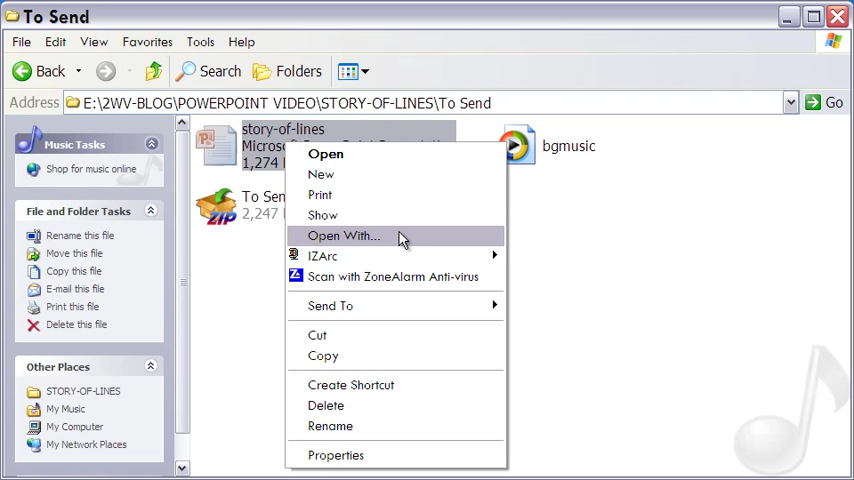 To Send
File Edit View Favorites Tools Help
Back Search Folders
Address E:\2WV-BLOG\POWERPOINT VIDEO\STORY-OF-LINES\To Send Go
Music Tasks
Shop for music online
File and Folder Tasks
Rename this file
Move this file
Copy this file
E-mail this file
Print this file
Delete this file
Other Places
STORY-OF-LINES
My Music
My Computer
My Network Places
story-of-lines
1,274
bgmusic
ZIP
To Sen
2,247
Open
New
Print
Show
Open With...
IZArc
Scan with ZoneAlarm Anti-virus
Send To
Cut
Copy
Create Shortcut
Delete
Rename
Properties